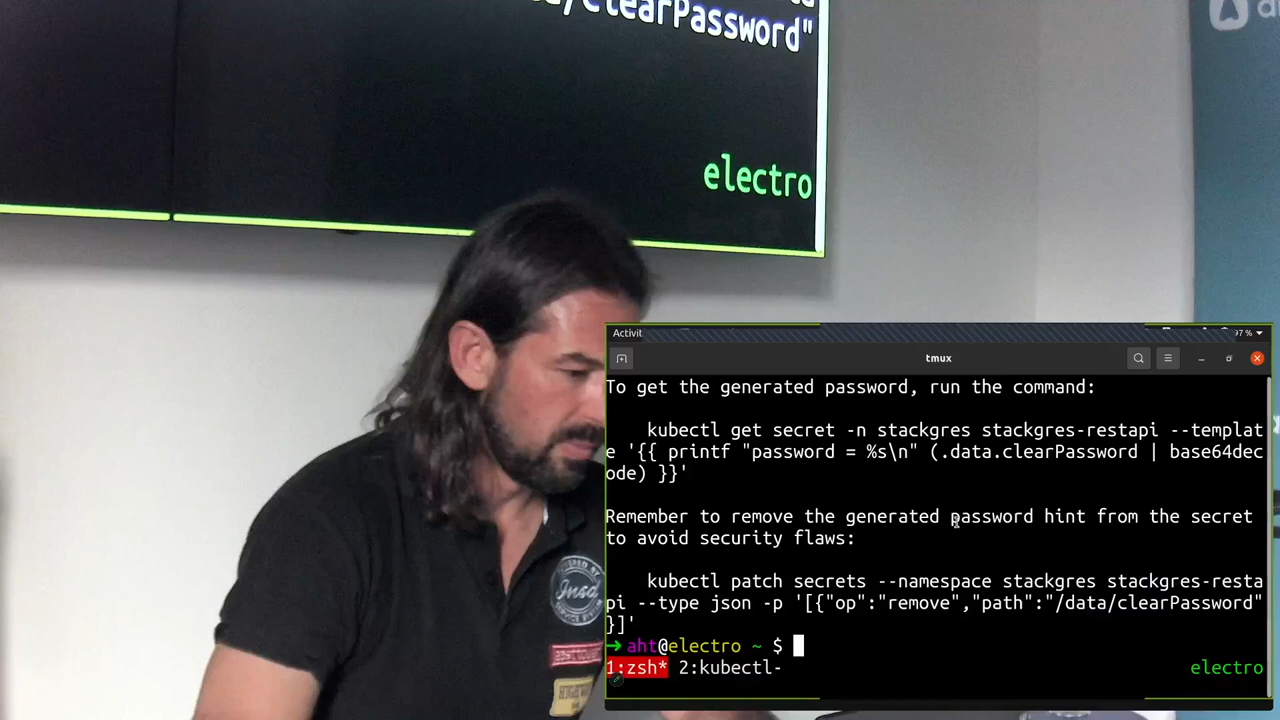 /ClearPassword"
electro
Activit
97 %
tmux
To get the generated password, run the command:
kubectl get secret -n stackgres stackgres-restapi --templat
e '{{ printf "password = %s\n" (.data.clearPassword | base64dec
ode) }}'
Remember to remove the generated password hint from the secret
to avoid security flaws:
kubectl patch secrets --namespace stackgres stackgres-resta
pi --type json -p '[{"op":"remove","path":"/data/clearPassword"
}]'
➜ aht@electro ~ $
1:zsh* 2:kubectl-
electro